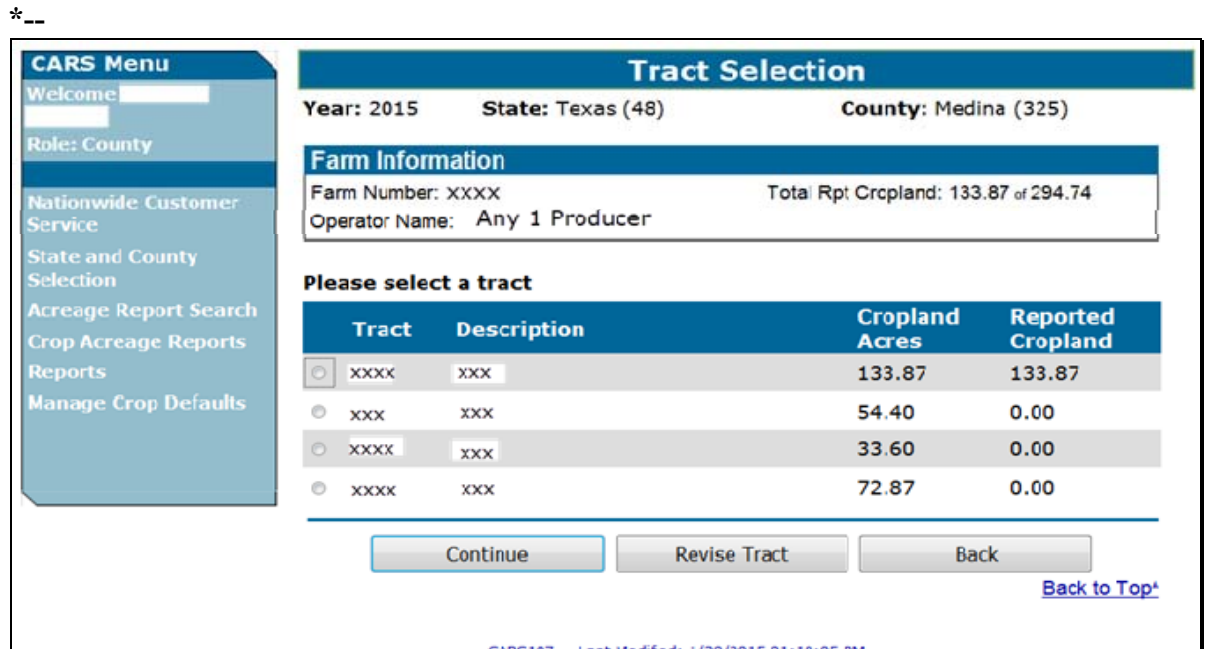 *--
CARS Menu
Welcome
Role: County
Nationwide Customer
Service
State and County
Selection
Acreage Report Search
Crop Acreage Reports
Reports
Manage Crop Defaults
Tract Selection
Year: 2015 State: Texas (48) County: Medina (325)
Farm Information
Farm Number: XXXX Total Rpt Cropland: 133.87 of 294.74
Operator Name: Any 1 Producer
Please select a tract
Tract Description Cropland Acres Reported Cropland
XXXX XXX 133.87 133.87
XXX XXX 54.40 0.00
XXXX XXX 33.60 0.00
XXXX XXX 72.87 0.00
Continue Revise Tract Back
Back to Top^